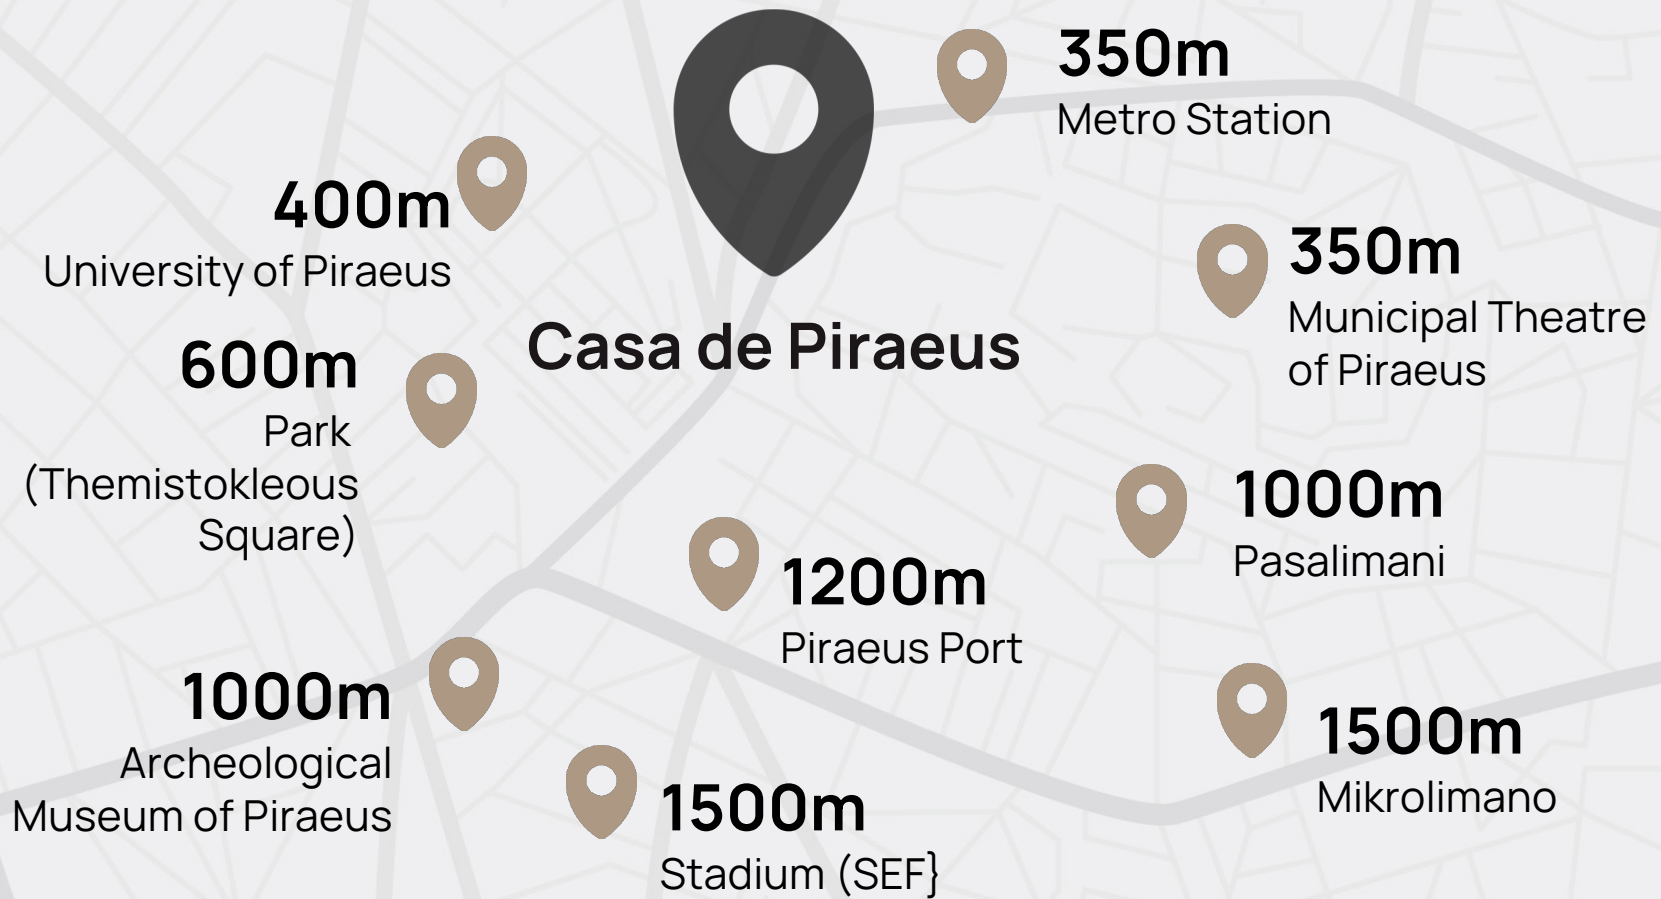 350m
Metro Station
400m
University of Piraeus
350m
Municipal Theatre
of Piraeus
Casa de Piraeus
600m
Park
(Themistokleous
Square)
1000m
Pasalimani
1200m
Piraeus Port
1000m
Archeological
Museum of Piraeus
1500m
Mikrolimano
1500m
Stadium (SEF}